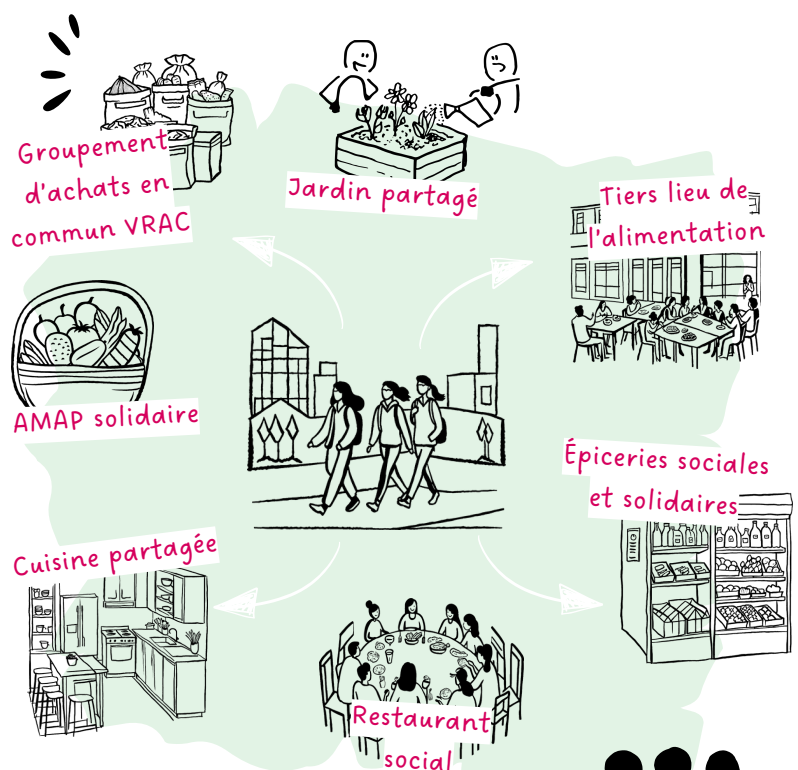 Groupement
d'achats en
commun VRAC
Jardin partagé
Tiers lieu de
l'alimentation
AMAP solidaire
Épiceries sociales
et solidaires
Cuisine partagée
Restaurant
social